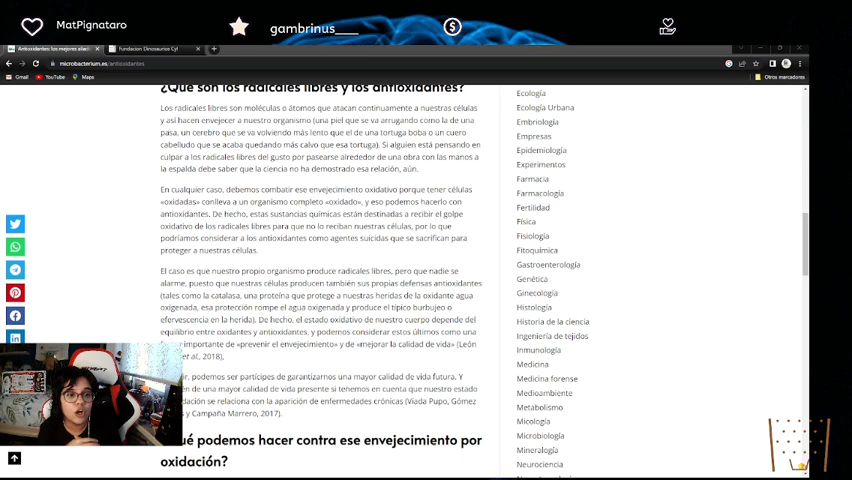 MatPignataro
gambrinus____
Antioxidantes: los mejores aliad
Fundacion Dinosaurios Cyl
microbacterium.es/antioxidantes
Gmail
YouTube
Maps
Otros marcadores
¿Qué son los radicales libres y los antioxidantes?
Los radicales libres son moléculas o átomos que atacan continuamente a nuestras células
y así hacen envejecer a nuestro organismo (una piel que se va arrugando como la de una
pasa, un cerebro que se va volviendo más lento que el de una tortuga boba o un cuero
cabelludo que se acaba quedando más calvo que esa tortuga). Si alguien está pensando en
culpar a los radicales libres del gusto por pasearse alrededor de una obra con las manos a
la espalda debe saber que la ciencia no ha demostrado esa relación, aún.
En cualquier caso, debemos combatir ese envejecimiento oxidativo porque tener células
«oxidadas» conlleva a un organismo completo «oxidado», y eso podemos hacerlo con
antioxidantes. De hecho, estas sustancias químicas están destinadas a recibir el golpe
oxidativo de los radicales libres para que no lo reciban nuestras células, por lo que
podríamos considerar a los antioxidantes como agentes suicidas que se sacrifican para
proteger a nuestras células.
El caso es que nuestro propio organismo produce radicales libres, pero que nadie se
alarme, puesto que nuestras células producen también sus propias defensas antioxidantes
(tales como la catalasa, una proteína que protege a nuestras heridas de la oxidante agua
oxigenada, esa protección rompe el agua oxigenada y produce el típico burbujeo o
efervescencia en la herida). De hecho, el estado oxidativo de nuestro cuerpo depende del
equilibrio entre oxidantes y antioxidantes, y podemos considerar estos últimos como una
importante de «prevenir el envejecimiento» y de «mejorar la calidad de vida» (León
et al., 2018),
podemos ser partícipes de garantizarnos una mayor calidad de vida futura. Y
de una mayor calidad de vida presente si tenemos en cuenta que nuestro estado
se relaciona con la aparición de enfermedades crónicas (Viada Pupo, Gómez
y Campaña Marrero, 2017).
podemos hacer contra ese envejecimiento por
oxidación?
Ecología
Ecología Urbana
Embriología
Empresas
Epidemiología
Experimentos
Farmacia
Farmacología
Fertilidad
Física
Fisiología
Fitoquímica
Gastroenterología
Genética
Ginecología
Histología
Historia de la ciencia
Ingeniería de tejidos
Inmunología
Medicina
Medicina forense
Medioambiente
Metabolismo
Micología
Microbiología
Mineralogía
Neurociencia